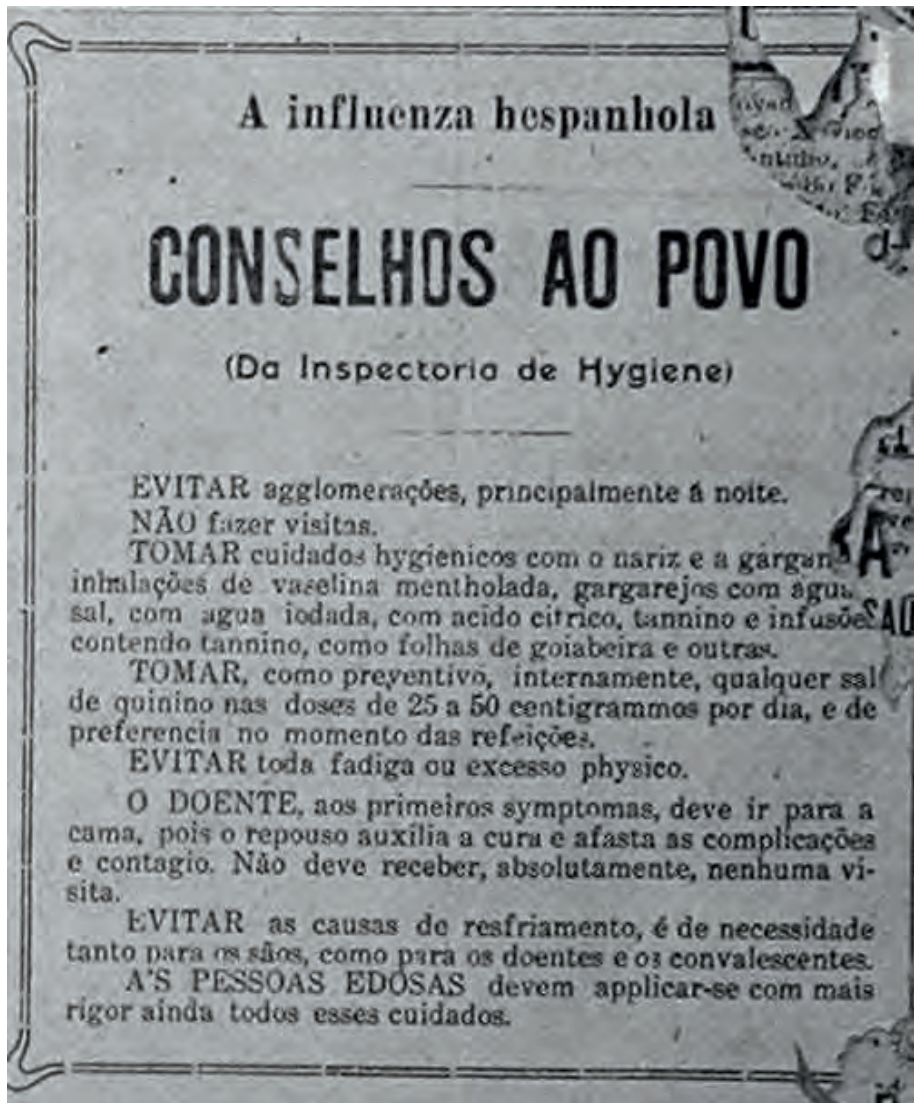 A influenza hespanhola
CONSELHOS AO POVO
(Da Inspectoria de Hygiene)
EVITAR agglomerações, principalmente á noite.
NÃO fazer visitas.
TOMAR cuidados hygienicos com o nariz e a gargan
inhalações de vaselina mentholada, gargarejos com agua
sal, com agua iodada, com acido citrico, tannino e infusões
contendo tannino, como folhas de goiabeira e outras.
TOMAR, como preventivo, internamente, qualquer sal
de quinino nas doses de 25 a 50 centigrammos por dia, e de
preferencia no momento das refeições.
EVITAR toda fadiga ou excesso physico.
O DOENTE, aos primeiros symptomas, deve ir para a
cama, pois o repouso auxilia a cura e afasta as complicações
e contagio. Não deve receber, absolutamente, nenhuma vi-
sita.
EVITAR as causas de resfriamento, é de necessidade
tanto para os sãos, como para os doentes e os convalescentes.
A'S PESSOAS EDOSAS devem applicar-se com mais
rigor ainda todos esses cuidados.